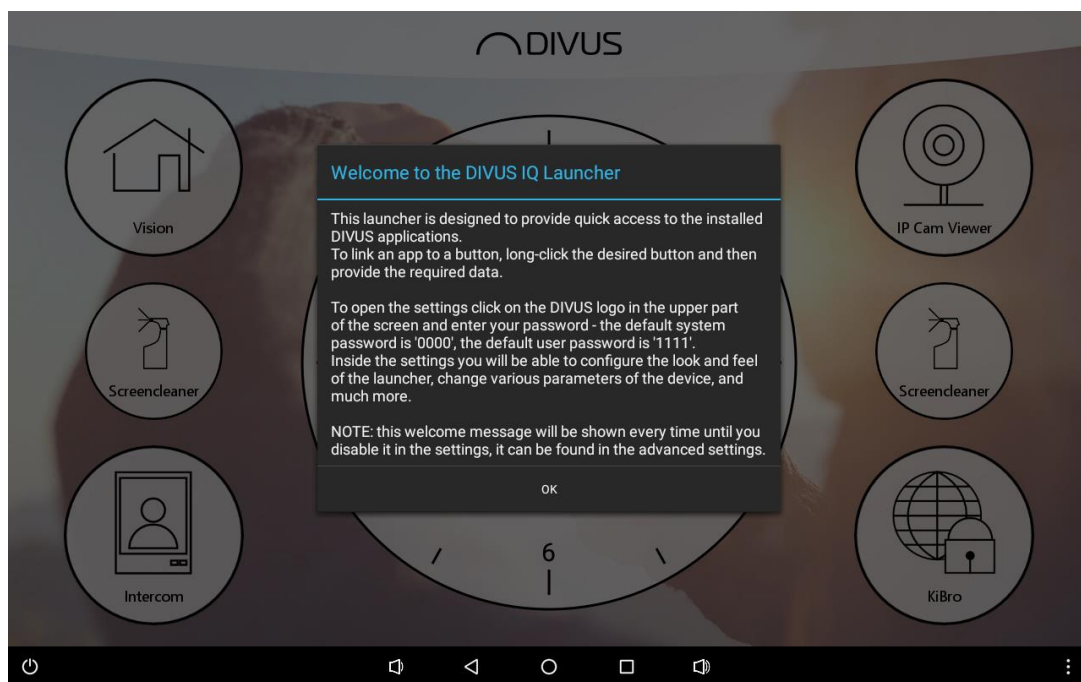 DIVUS
Vision
IP Cam Viewer
Welcome to the DIVUS IQ Launcher
This launcher is designed to provide quick access to the installed
DIVUS applications.
To link an app to a button, long-click the desired button and then
provide the required data.
To open the settings click on the DIVUS logo in the upper part
of the screen and enter your password - the default system
password is '0000', the default user password is '1111'.
Inside the settings you will be able to configure the look and feel
of the launcher, change various parameters of the device, and
much more.
NOTE: this welcome message will be shown every time until you
disable it in the settings, it can be found in the advanced settings.
OK
Screencleaner
Screencleaner
6
Intercom
KiBro